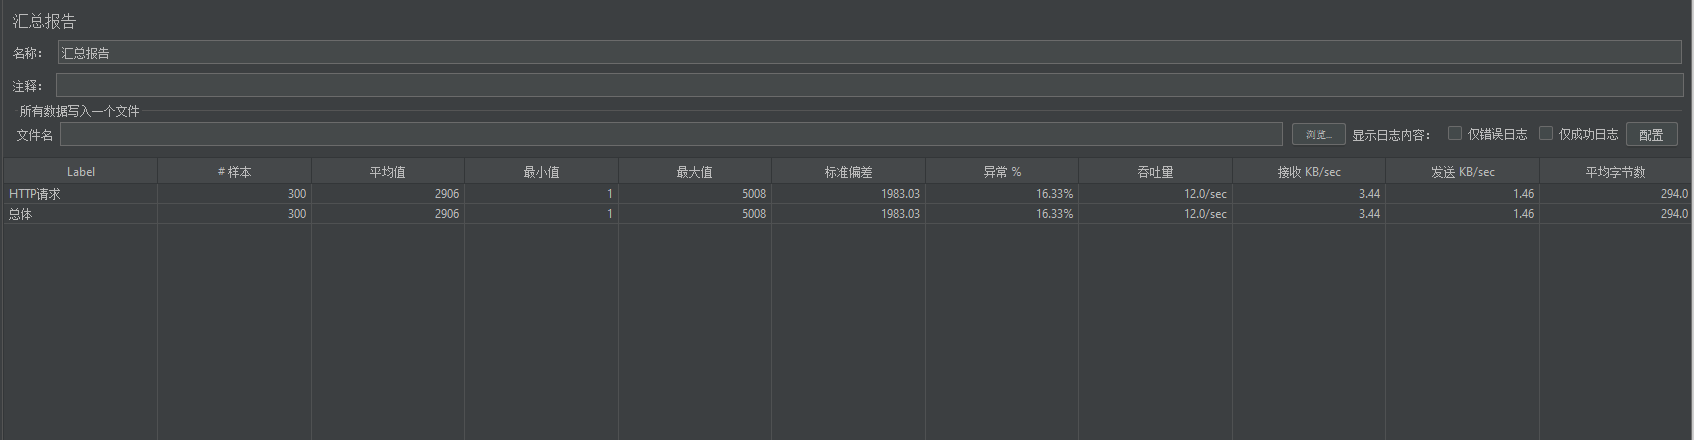 汇总报告
名称： 汇总报告
注释：
所有数据写入一个文件
文件名 浏览... 显示日志内容： 仅错误日志 仅成功日志 配置
Label # 样本 平均值 最小值 最大值 标准偏差 异常 % 吞吐量 接收 KB/sec 发送 KB/sec 平均字节数
HTTP请求 300 2906 1 5008 1983.03 16.33% 12.0/sec 3.44 1.46 294.0
总体 300 2906 1 5008 1983.03 16.33% 12.0/sec 3.44 1.46 294.0